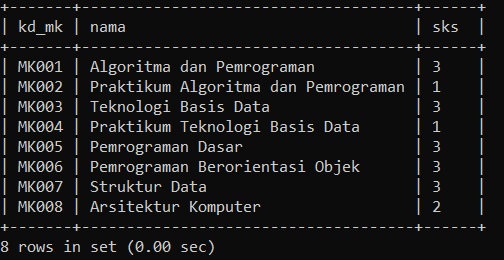 +-------+----------------------------------+------+
| kd_mk | nama                             | sks  |
+-------+----------------------------------+------+
| MK001 | Algoritma dan Pemrograman        | 3    |
| MK002 | Praktikum Algoritma dan Pemrograman | 1    |
| MK003 | Teknologi Basis Data             | 3    |
| MK004 | Praktikum Teknologi Basis Data   | 1    |
| MK005 | Pemrograman Dasar                | 3    |
| MK006 | Pemrograman Berorientasi Objek   | 3    |
| MK007 | Struktur Data                    | 3    |
| MK008 | Arsitektur Komputer              | 2    |
+-------+----------------------------------+------+
8 rows in set (0.00 sec)